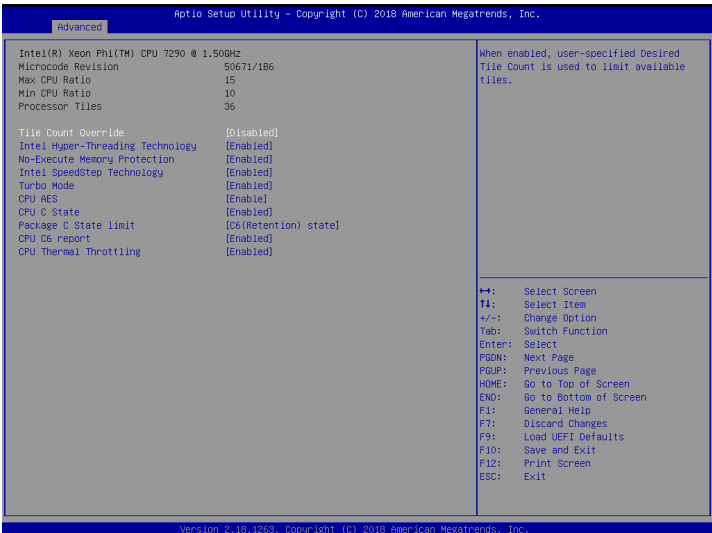 Aptio Setup Utility – Copyright (C) 2018 American Megatrends, Inc.
Advanced
Intel(R) Xeon Phi(TM) CPU 7290 @ 1.50GHz
Microcode Revision 50671/1B6
Max CPU Ratio 15
Min CPU Ratio 10
Processor Tiles 36
Tile Count Override [Disabled]
Intel Hyper-Threading Technology [Enabled]
No-Execute Memory Protection [Enabled]
Intel SpeedStep Technology [Enabled]
Turbo Mode [Enabled]
CPU AES [Enable]
CPU C State [Enabled]
Package C State limit [C6(Retention) state]
CPU C6 report [Enabled]
CPU Thermal Throttling [Enabled]
When enabled, user-specified Desired
Tile Count is used to limit available
tiles.
↔: Select Screen
↑↓: Select Item
+/-: Change Option
Tab: Switch Function
Enter: Select
PGDN: Next Page
PGUP: Previous Page
HOME: Go to Top of Screen
END: Go to Bottom of Screen
F1: General Help
F7: Discard Changes
F9: Load UEFI Defaults
F10: Save and Exit
F12: Print Screen
ESC: Exit
Version 2.18.1263. Copyright (C) 2018 American Megatrends, Inc.